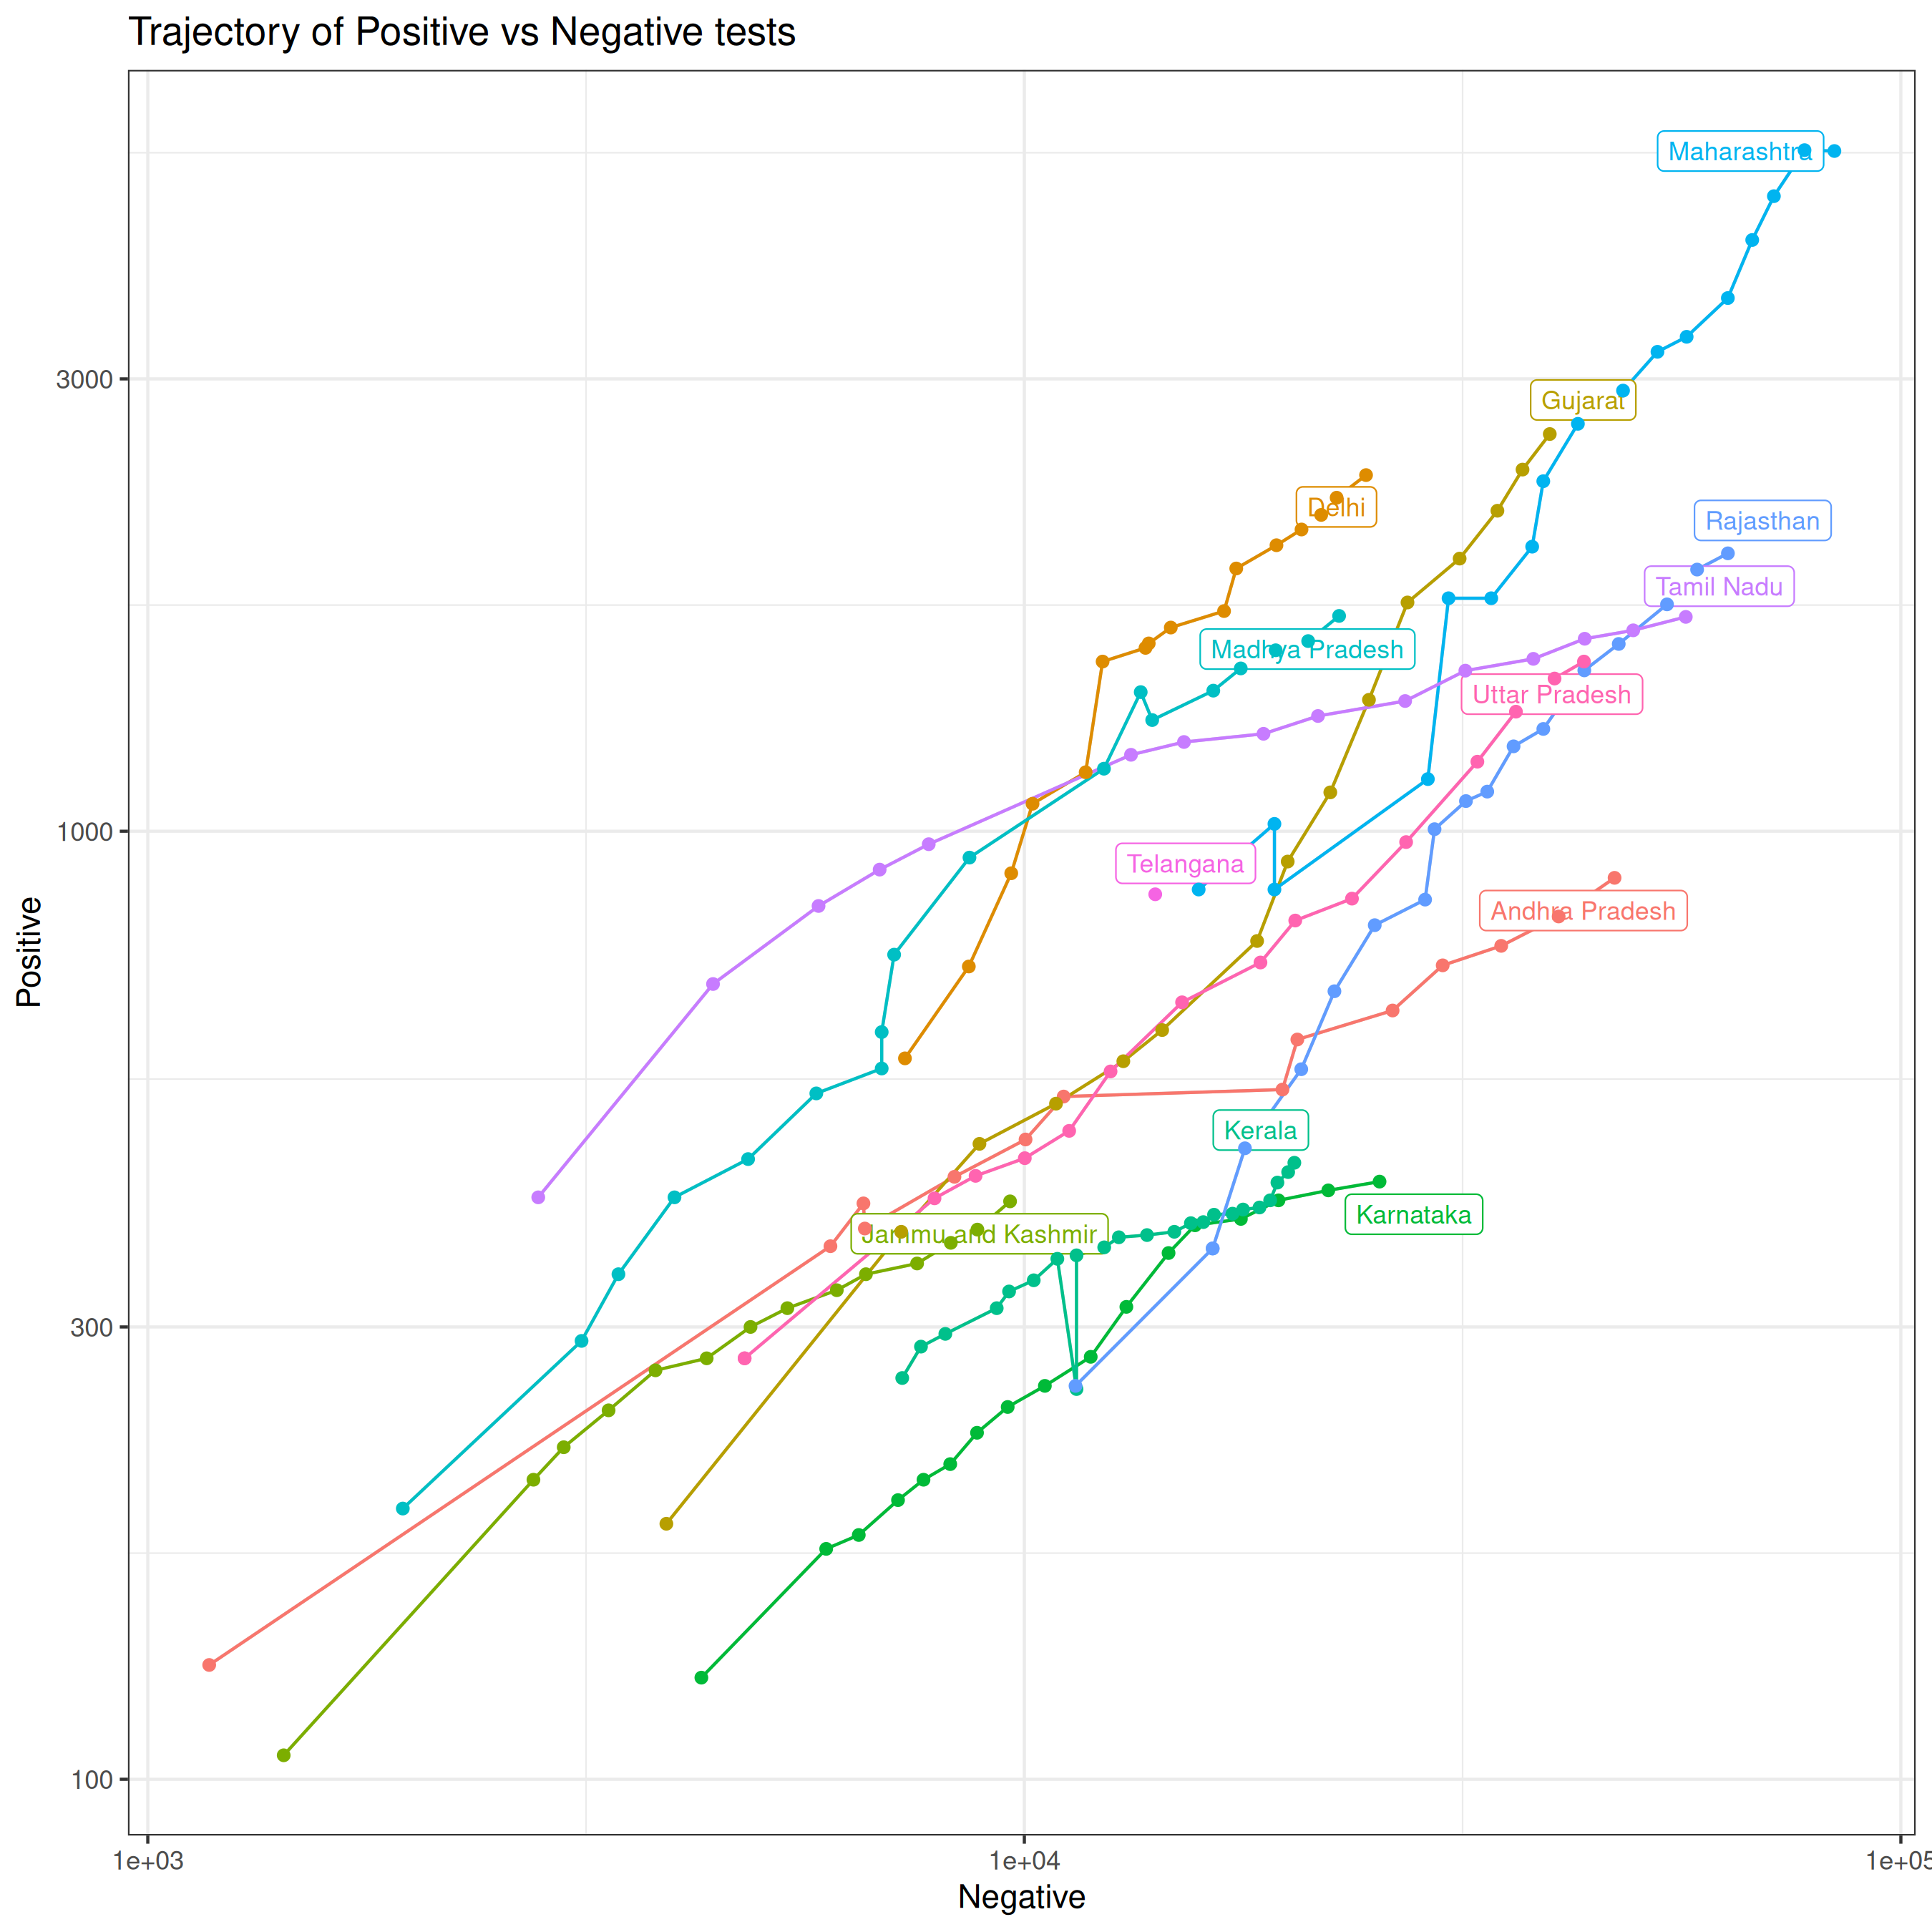 Trajectory of Positive vs Negative tests
Maharashtra
3000
Gujarat
Delhi
Rajasthan
Tamil Nadu
Madhya Pradesh
Uttar Pradesh
1000
Telangana
Andhra Pradesh
Positive
Kerala
Karnataka
Jammu and Kashmir
300
100
1e+03
1e+04
1e+05
Negative